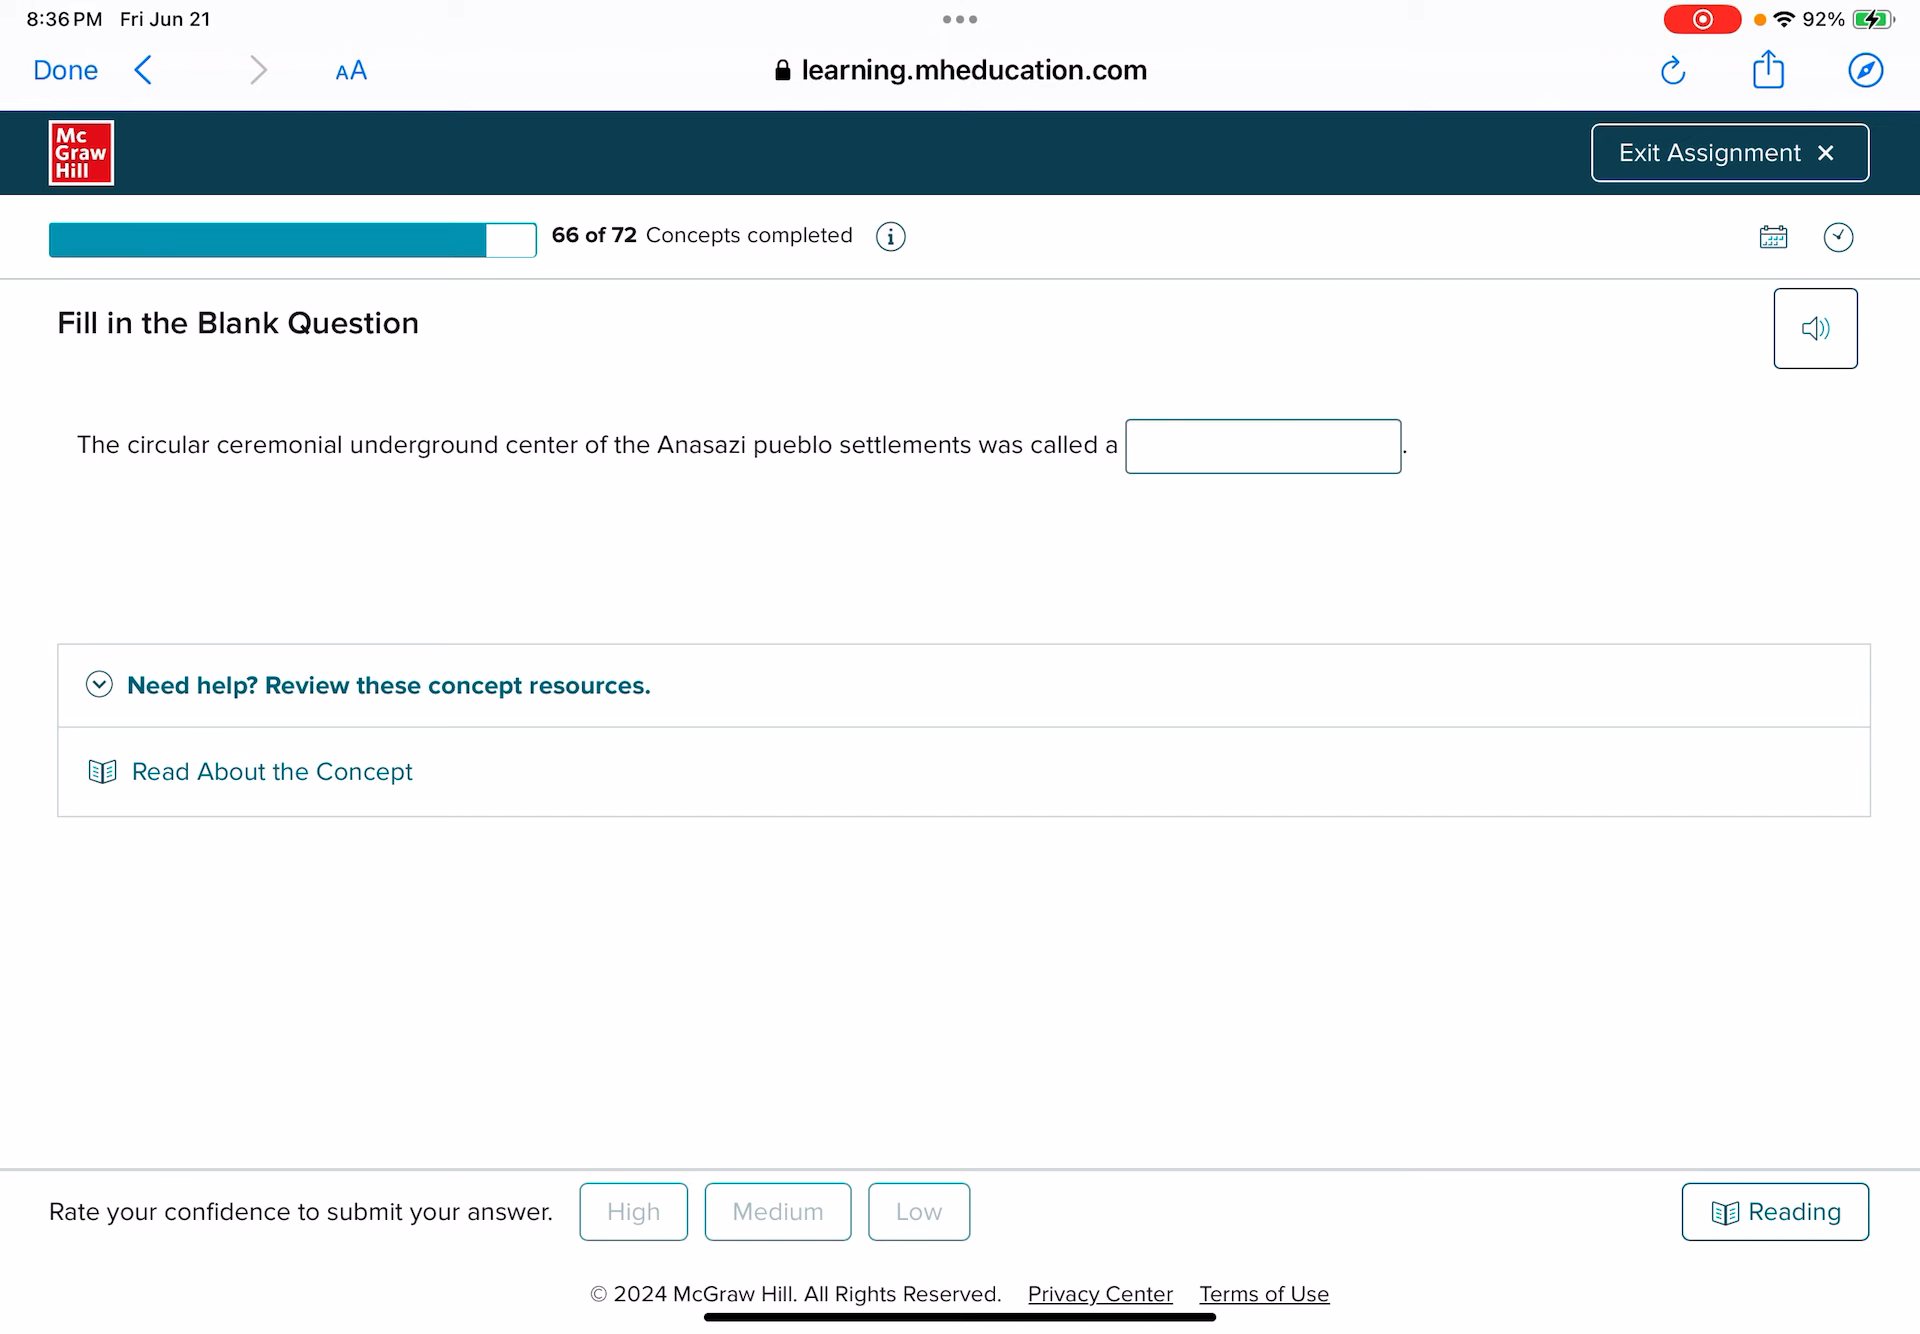 8:36 PM Fri Jun 21
92%
Done
AA
learning.mheducation.com
Mc
Graw
Hill
Exit Assignment
66 of 72 Concepts completed
Fill in the Blank Question
The circular ceremonial underground center of the Anasazi pueblo settlements was called a .
Need help? Review these concept resources.
Read About the Concept
Rate your confidence to submit your answer.
High
Medium
Low
Reading
© 2024 McGraw Hill. All Rights Reserved. Privacy Center Terms of Use